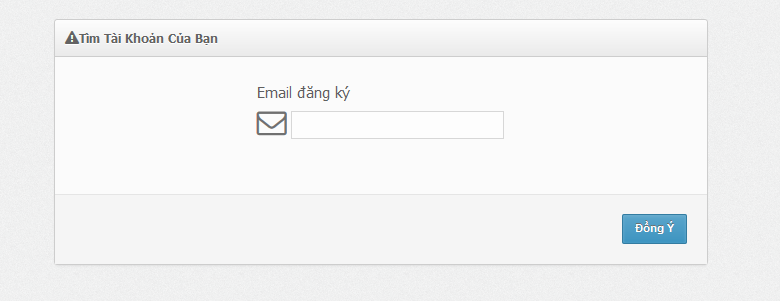 Tìm Tài Khoản Của Bạn
Email đăng ký
Đồng Ý